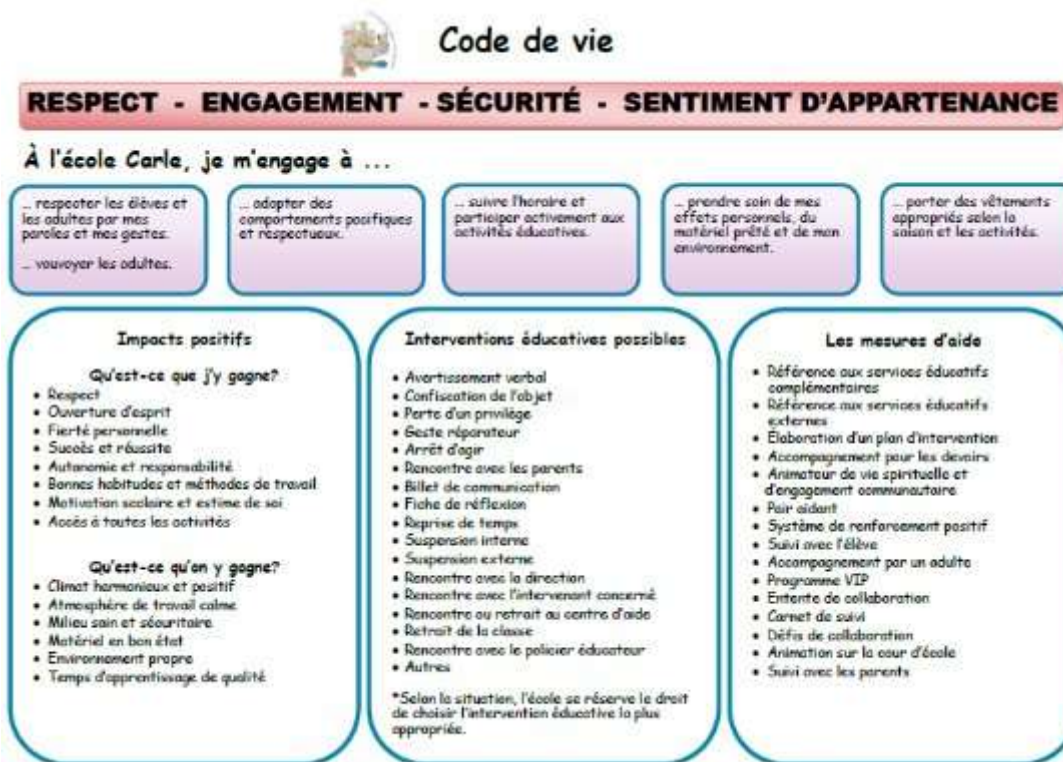 Code de vie
RESPECT - ENGAGEMENT - SÉCURITÉ - SENTIMENT D'APPARTENANCE
À l'école Carle, je m'engage à ...
... respecter les élèves et
les adultes par mes
paroles et mes gestes.
... vouvoyer les adultes.
... adopter des
comportements pacifiques
et respectueux.
... suivre l'horaire et
participer activement aux
activités éducatives.
... prendre soin de mes
effets personnels, du
matériel prêté et de mon
environnement.
... porter des vêtements
appropriés selon la
saison et les activités.
Impacts positifs
Qu'est-ce que j'y gagne?
• Respect
• Ouverture d'esprit
• Fierté personnelle
• Succès et réussite
• Autonomie et responsabilité
• Bonnes habitudes et méthodes de travail
• Motivation scolaire et estime de soi
• Accès à toutes les activités
Qu'est-ce qu'on y gagne?
• Climat harmonieux et positif
• Atmosphère de travail calme
• Milieu sain et sécuritaire
• Matériel en bon état
• Environnement propre
• Temps d'apprentissage de qualité
Interventions éducatives possibles
• Avertissement verbal
• Confiscation de l'objet
• Perte d'un privilège
• Geste réparateur
• Arrêt d'agir
• Rencontre avec les parents
• Billet de communication
• Fiche de réflexion
• Reprise de temps
• Suspension interne
• Suspension externe
• Rencontre avec la direction
• Rencontre avec l'intervenant concerné
• Rencontre ou retrait au centre d'aide
• Retrait de la classe
• Rencontre avec le policier éducateur
• Autres
*Selon la situation, l'école se réserve le droit
de choisir l'intervention éducative la plus
appropriée.
Les mesures d'aide
• Référence aux services éducatifs
complémentaires
• Référence aux services éducatifs
externes
• Élaboration d'un plan d'intervention
• Accompagnement pour les devoirs
• Animateur de vie spirituelle et
d'engagement communautaire
• Pair aidant
• Système de renforcement positif
• Suivi avec l'élève
• Accompagnement par un adulte
• Programme VIP
• Entente de collaboration
• Carnet de suivi
• Défis de collaboration
• Animation sur la cour d'école
• Suivi avec les parents